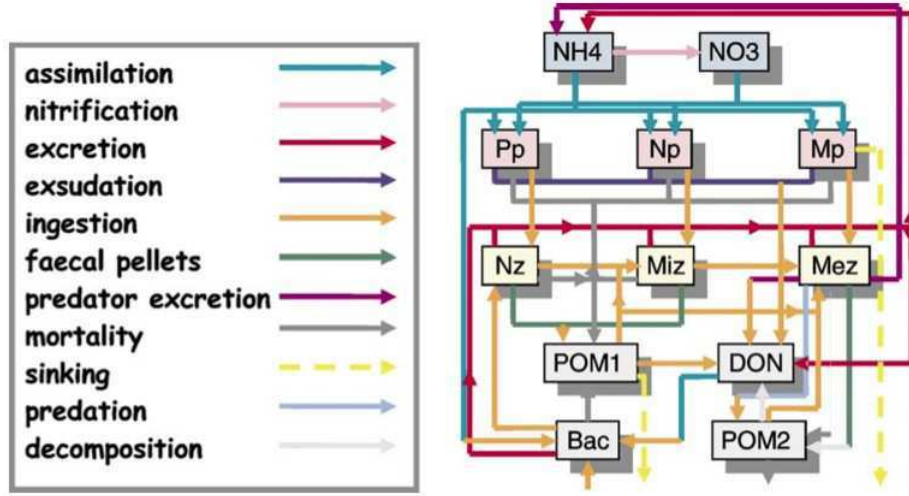 assimilation
nitrification
excretion
exsudation
ingestion
faecal pellets
predator excretion
mortality
sinking
predation
decomposition
NH4 NO3
Pp Np Mp
Nz Miz Mez
POM1 DON
Bac POM2